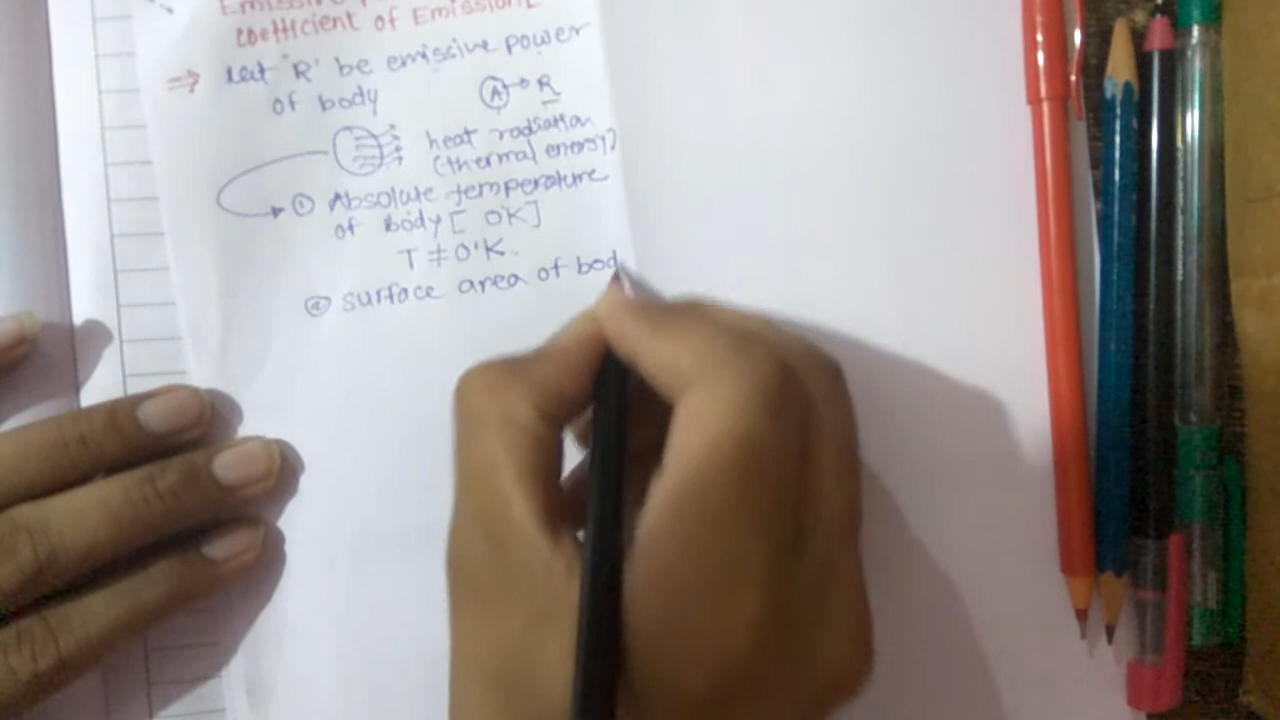 Emissive
Coefficient of Emission
⇒ Let 'R' be emissive power
of body
A → R
heat radiation
(thermal energy)
① Absolute temperature
of body [ 0K]
T ≠ 0°K.
② surface area of bod